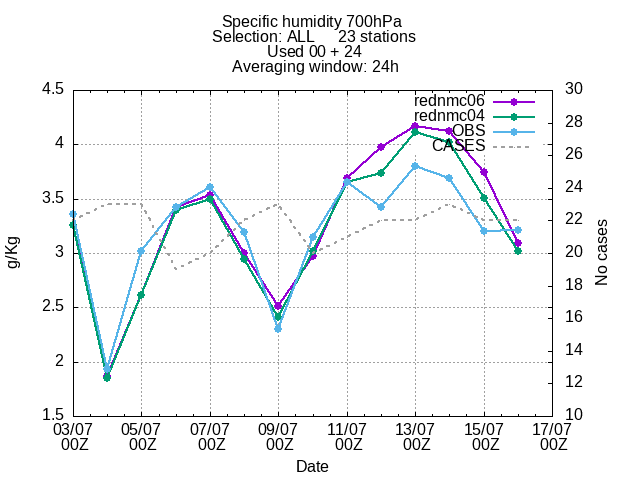 Specific humidity 700hPa
Selection: ALL 23 stations
Used 00 + 24
Averaging window: 24h
4.5
4
3.5
3
2.5
2
1.5
g/Kg
rednmc06
rednmc04
OBS
CASES
30
28
26
24
22
20
18
16
14
12
10
No cases
03/07 05/07 07/07 09/07 11/07 13/07 15/07 17/07
00Z 00Z 00Z 00Z 00Z 00Z 00Z 00Z
Date